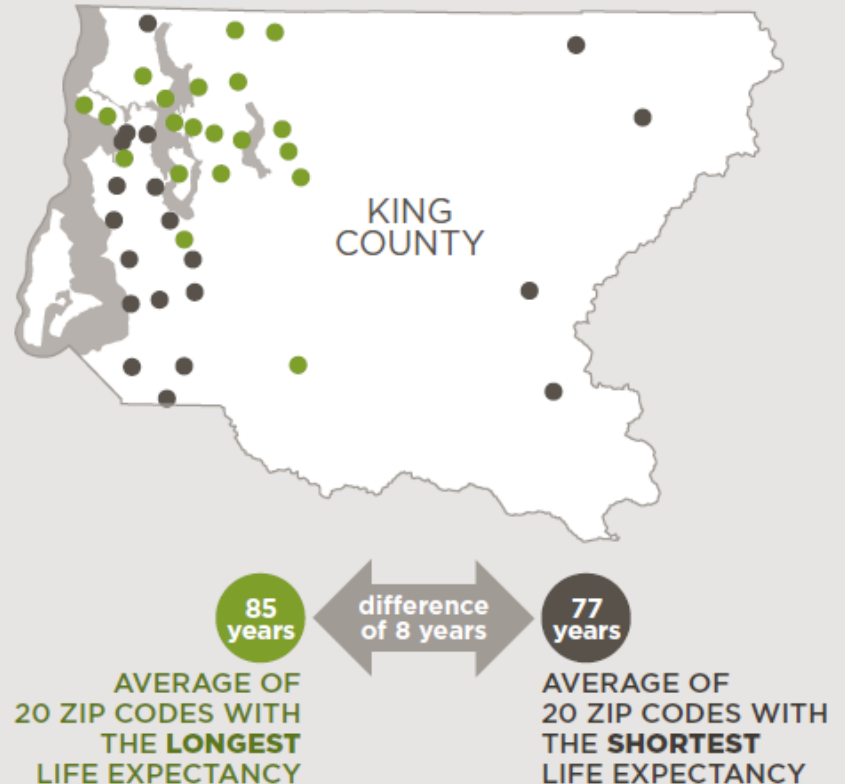 KING
COUNTY
85
years
difference
of 8 years
77
years
AVERAGE OF
20 ZIP CODES WITH
THE LONGEST
LIFE EXPECTANCY
AVERAGE OF
20 ZIP CODES WITH
THE SHORTEST
LIFE EXPECTANCY